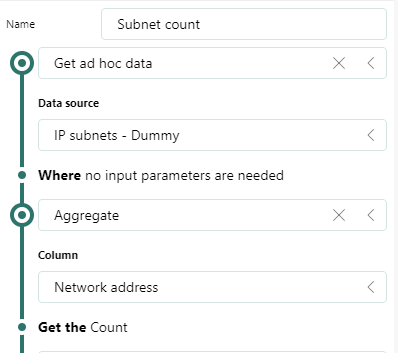 Name
Subnet count
Get ad hoc data
Data source
IP subnets - Dummy
Where no input parameters are needed
Aggregate
Column
Network address
Get the Count